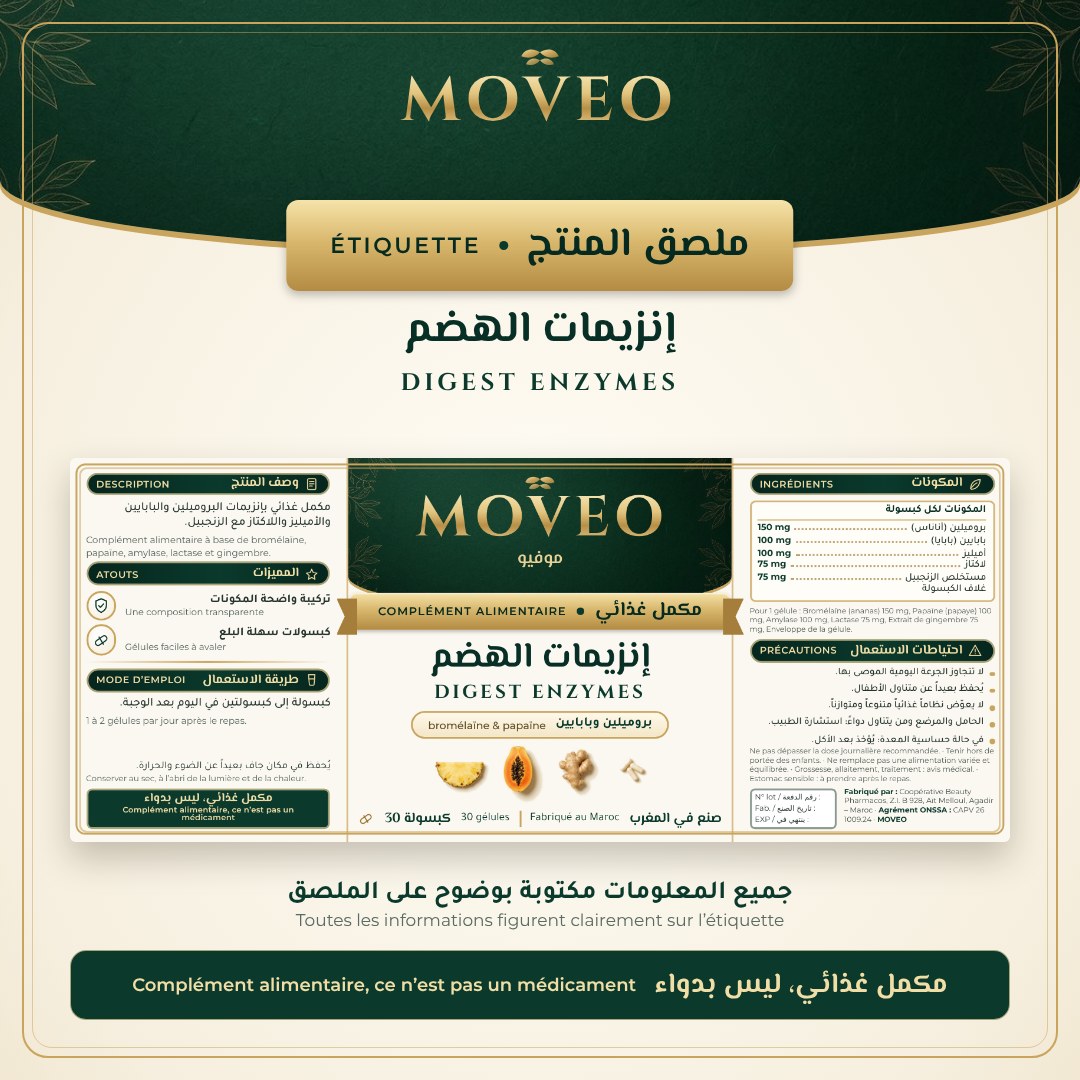 MOVEO
ÉTIQUETTE • ملصق المنتج
إنزيمات الهضم
DIGEST ENZYMES
DESCRIPTION وصف المنتج
مكمل غذائي بإنزيمات البروميلين والبابايين
والأميليز واللاكتاز مع الزنجبيل.
Complément alimentaire à base de bromélaïne,
papaïne, amylase, lactase et gingembre.
ATOUTS المميزات
تركيبة واضحة المكونات
Une composition transparente
كبسولات سهلة البلع
Gélules faciles à avaler
MODE D’EMPLOI طريقة الاستعمال
كبسولة إلى كبسولتين في اليوم بعد الوجبة.
1 à 2 gélules par jour après le repas.
يُحفظ في مكان جاف بعيداً عن الضوء والحرارة.
Conserver au sec, à l’abri de la lumière et de la chaleur.
مكمل غذائي، ليس بدواء
Complément alimentaire, ce n’est pas un
médicament
MOVEO
موفيو
COMPLÉMENT ALIMENTAIRE • مكمل غذائي
إنزيمات الهضم
DIGEST ENZYMES
bromélaïne & papaïne بروميلين وبابايين
30 كبسولة 30 gélules | Fabriqué au Maroc صنع في المغرب
INGRÉDIENTS المكونات
المكونات لكل كبسولة
بروميلين (أناناس) 150 mg
بابايين (بابايا) 100 mg
أميليز 100 mg
لاكتاز 75 mg
مستخلص الزنجبيل 75 mg
غلاف الكبسولة
Pour 1 gélule : Bromélaïne (ananas) 150 mg, Papaïne (papaye) 100
mg, Amylase 100 mg, Lactase 75 mg, Extrait de gingembre 75
mg, Enveloppe de la gélule.
PRÉCAUTIONS احتياطات الاستعمال
لا تتجاوز الجرعة اليومية الموصى بها.
يُحفظ بعيداً عن متناول الأطفال.
لا يعوّض نظاماً غذائياً متنوعاً ومتوازناً.
الحامل والمرضع ومن يتناول دواءً: استشارة الطبيب.
في حالة حساسية المعدة: يُؤخذ بعد الأكل.
Ne pas dépasser la dose journalière recommandée. · Tenir hors de
portée des enfants. · Ne remplace pas une alimentation variée et
équilibrée. · Grossesse, allaitement, traitement : avis médical. ·
Estomac sensible : à prendre après le repas.
N° lot / رقم الدفعة :
Fab. / تاريخ الصنع :
EXP / ينتهي في :
Fabriqué par : Coopérative Beauty
Pharmacos, Z.I. B 928, Ait Melloul, Agadir
– Maroc · Agrément ONSSA : CAPV 26
1009.24 · MOVEO
جميع المعلومات مكتوبة بوضوح على الملصق
Toutes les informations figurent clairement sur l’étiquette
Complément alimentaire, ce n’est pas un médicament مكمل غذائي، ليس بدواء